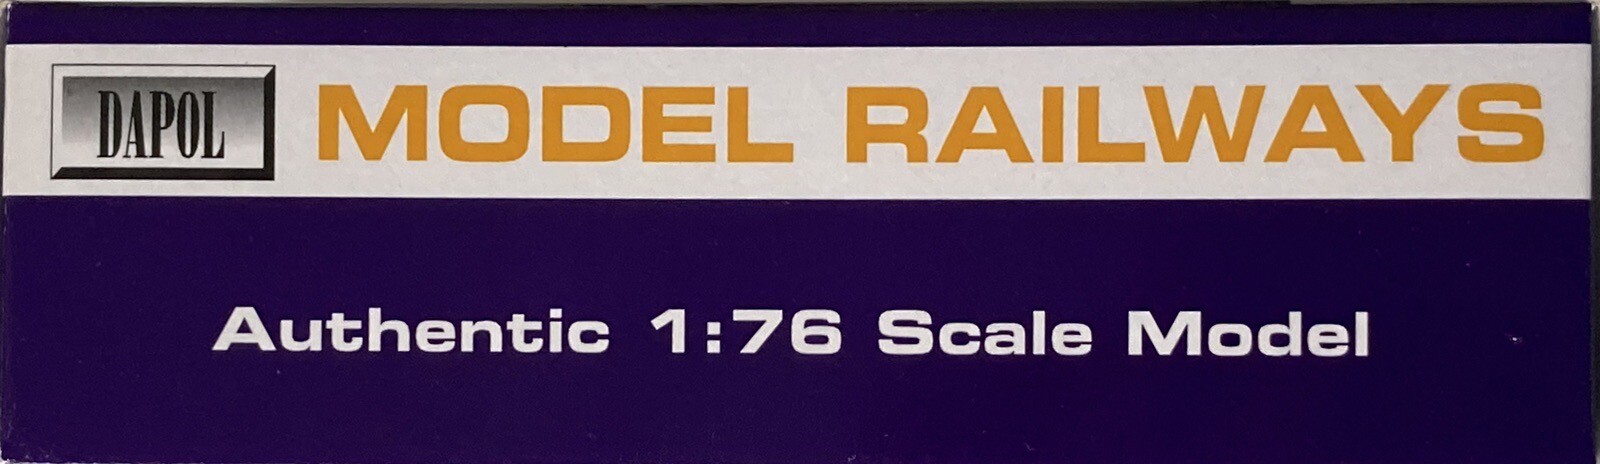 DAPOL
MODEL RAILWAYS
Authentic 1:76 Scale Model